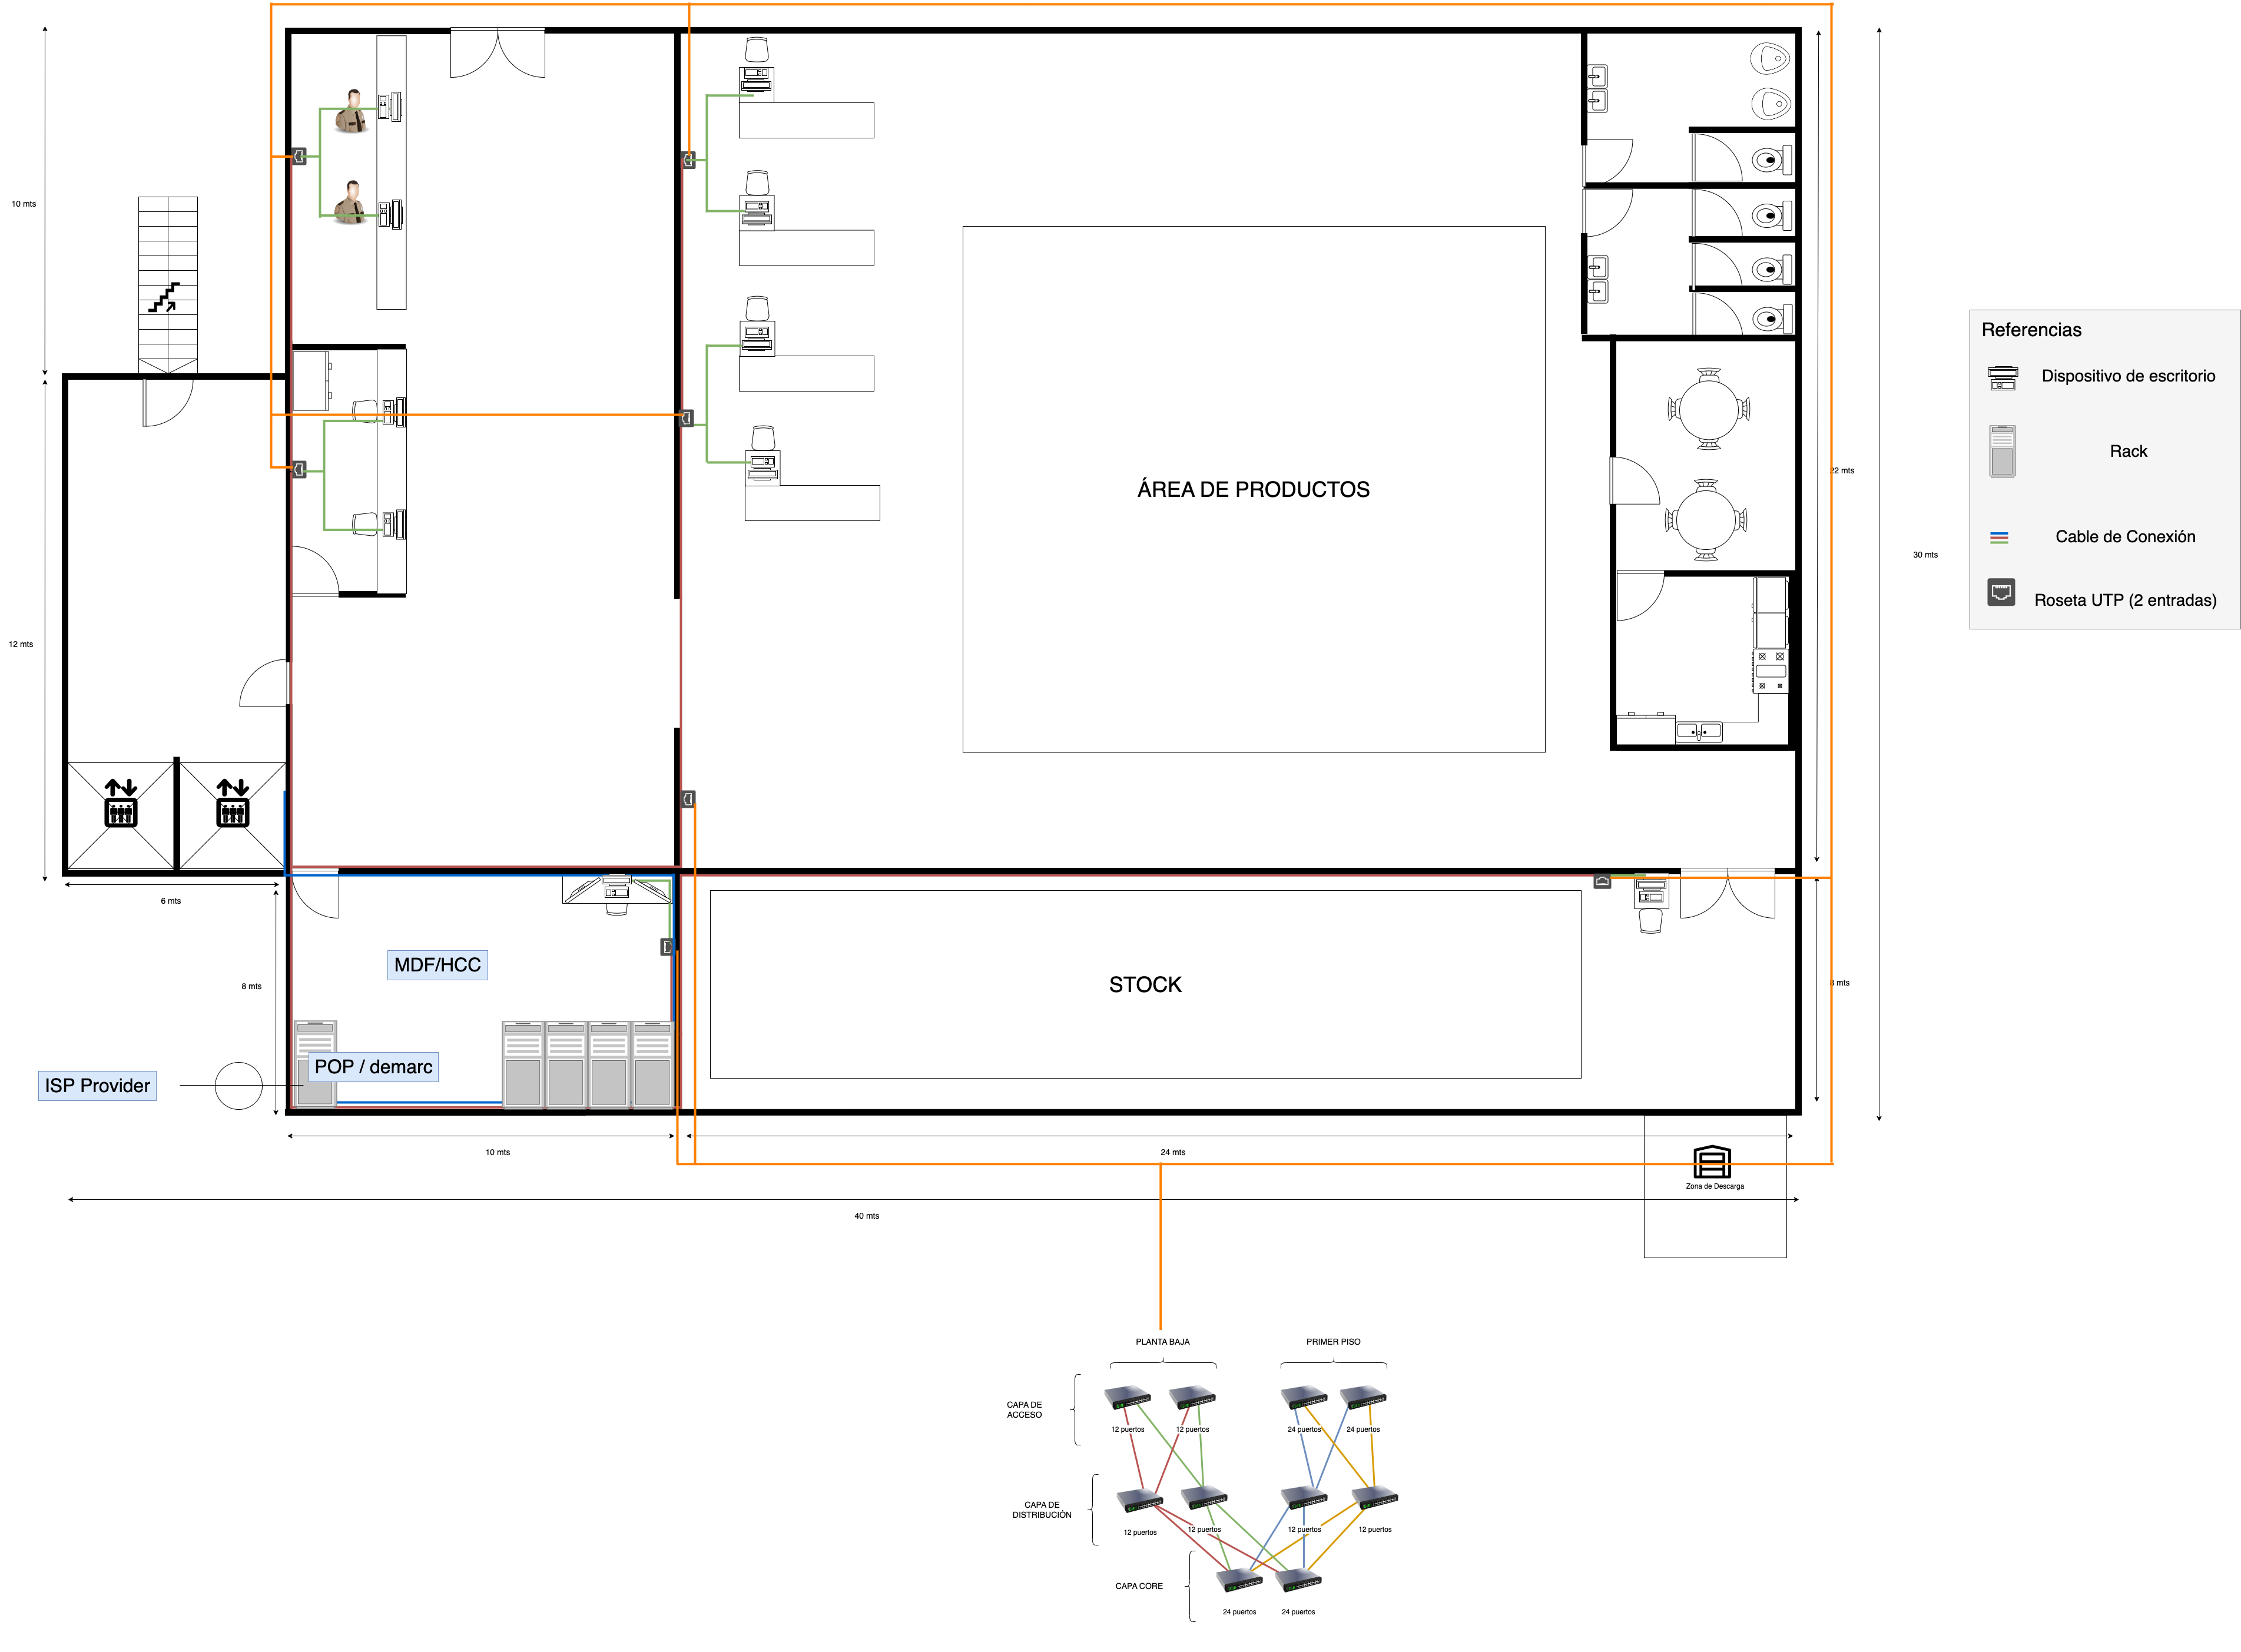 10 mts
12 mts
6 mts
8 mts
ÁREA DE PRODUCTOS
22 mts
30 mts
Referencias
Dispositivo de escritorio
Rack
Cable de Conexión
Roseta UTP (2 entradas)
MDF/HCC
POP / demarc
ISP Provider
STOCK
8 mts
10 mts
24 mts
Zona de Descarga
40 mts
PLANTA BAJA
PRIMER PISO
CAPA DE
ACCESO
12 puertos
12 puertos
24 puertos
24 puertos
CAPA DE
DISTRIBUCIÓN
12 puertos
12 puertos
12 puertos
12 puertos
CAPA CORE
24 puertos
24 puertos